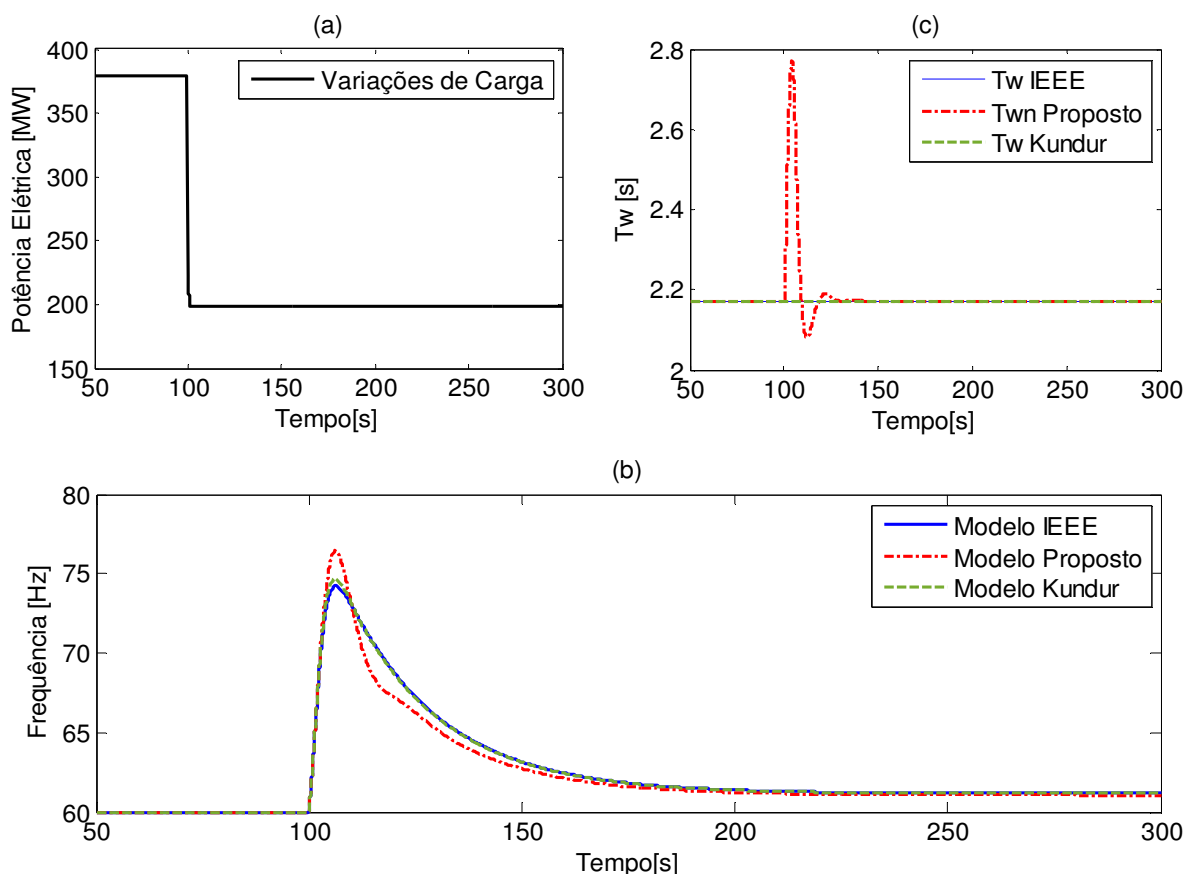 (a)
Potência Elétrica [MW]
400
350
300
250
200
150
Variações de Carga
50
100
150
200
250
300
Tempo[s]
(c)
Tw [s]
2.8
2.6
2.4
2.2
2
Tw IEEE
Twn Proposto
Tw Kundur
50
100
150
200
250
300
Tempo[s]
(b)
Frequência [Hz]
80
75
70
65
60
Modelo IEEE
Modelo Proposto
Modelo Kundur
50
100
150
200
250
300
Tempo[s]